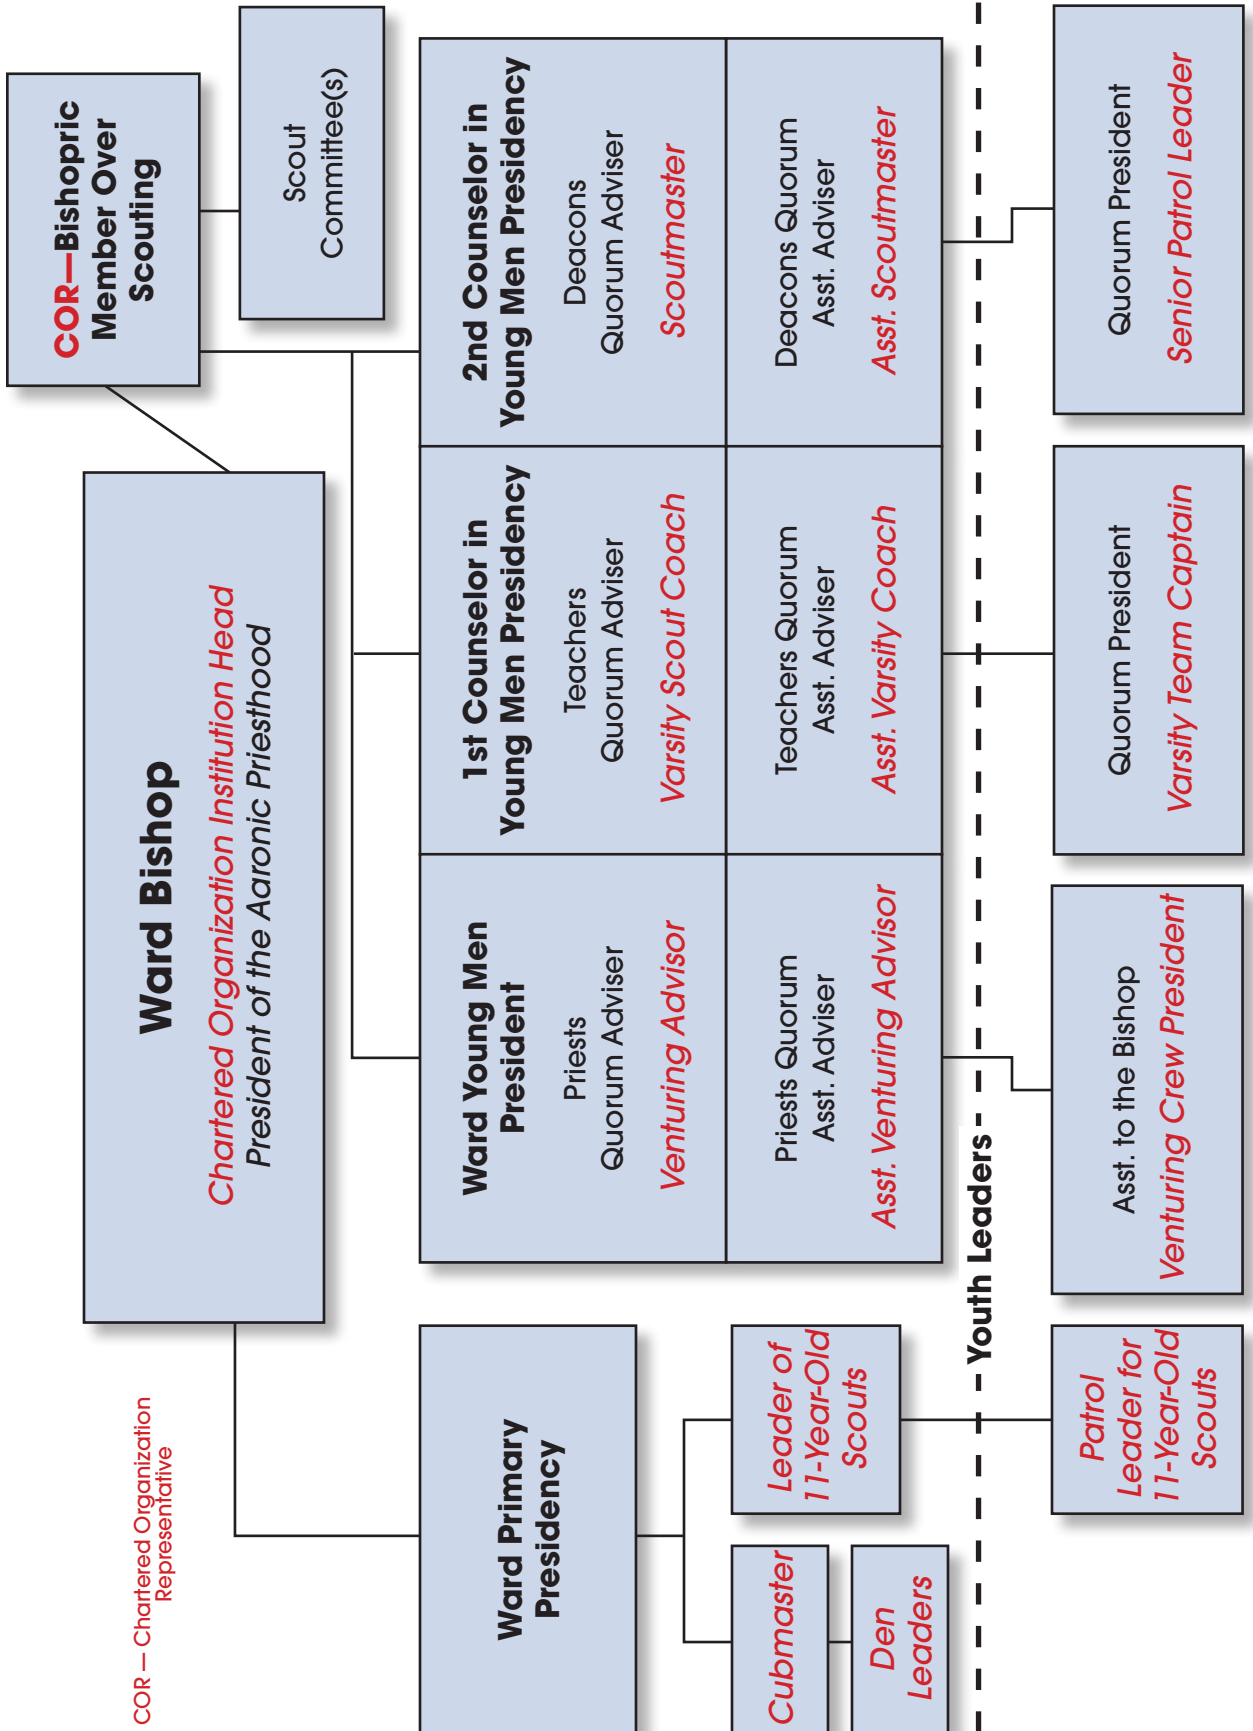 COR — Chartered Organization
Representative
Ward Bishop
Chartered Organization Institution Head
President of the Aaronic Priesthood
COR—Bishopric
Member Over
Scouting
Scout
Committee(s)
Ward Primary
Presidency
Cubmaster
Den
Leaders
Leader of
11-Year-Old
Scouts
Ward Young Men
President
Priests
Quorum Adviser
Venturing Advisor
Priests Quorum
Asst. Adviser
Asst. Venturing Advisor
1st Counselor in
Young Men Presidency
Teachers
Quorum Adviser
Varsity Scout Coach
Teachers Quorum
Asst. Adviser
Asst. Varsity Coach
2nd Counselor in
Young Men Presidency
Deacons
Quorum Adviser
Scoutmaster
Deacons Quorum
Asst. Adviser
Asst. Scoutmaster
Youth Leaders
Patrol
Leader for
11-Year-Old
Scouts
Asst. to the Bishop
Venturing Crew President
Quorum President
Varsity Team Captain
Quorum President
Senior Patrol Leader